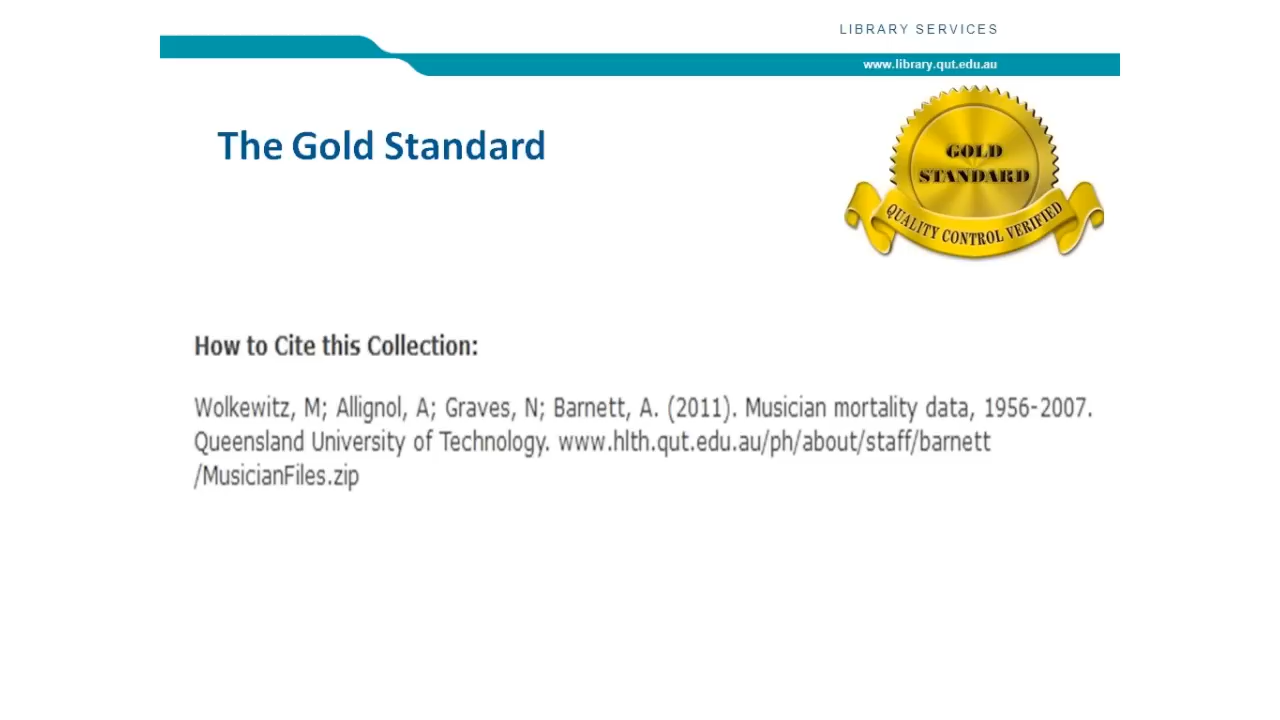 LIBRARY SERVICES
www.library.qut.edu.au
The Gold Standard
GOLD
STANDARD
QUALITY CONTROL VERIFIED
How to Cite this Collection:
Wolkewitz, M; Allignol, A; Graves, N; Barnett, A. (2011). Musician mortality data, 1956-2007.
Queensland University of Technology. www.hlth.qut.edu.au/ph/about/staff/barnett
/MusicianFiles.zip